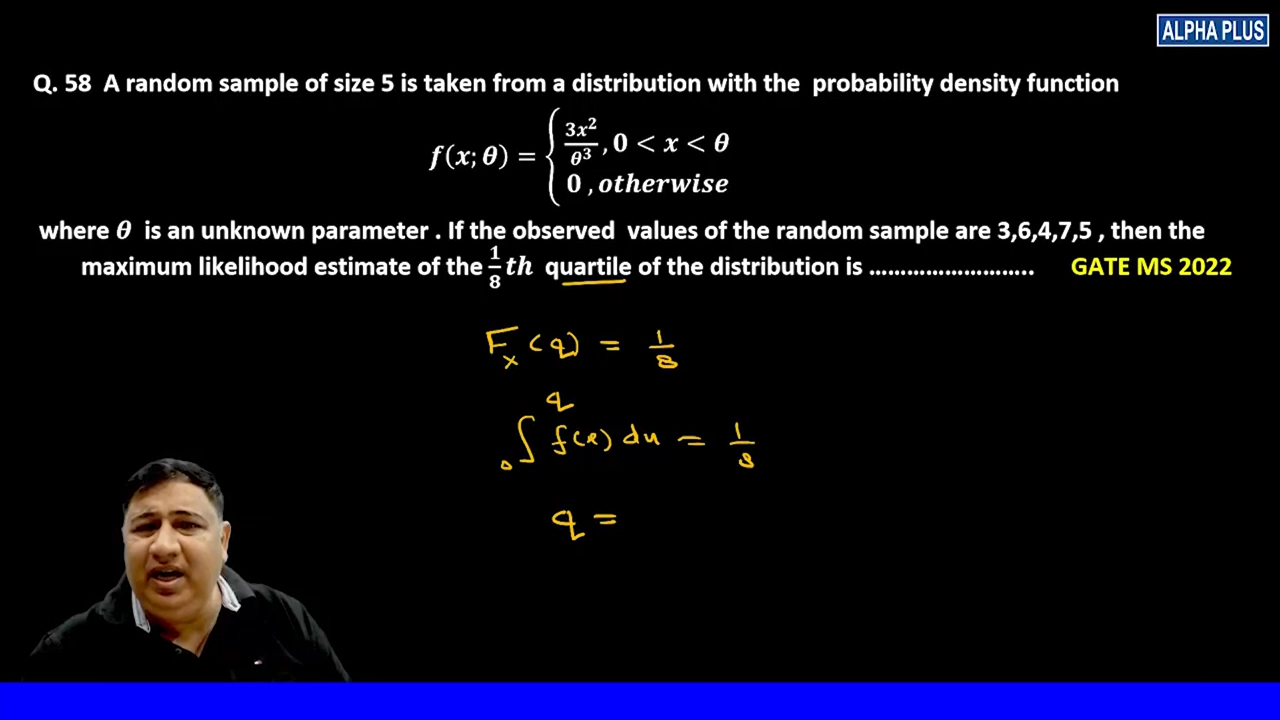 ALPHA PLUS
Q. 58 A random sample of size 5 is taken from a distribution with the probability density function
f(x; θ) = { 3x²/θ³ , 0 < x < θ
0 , otherwise
where θ is an unknown parameter . If the observed values of the random sample are 3,6,4,7,5 , then the
maximum likelihood estimate of the 1/8 th quartile of the distribution is ............................ GATE MS 2022
Fₓ(q) = 1/8
∫₀^q f(x) dx = 1/8
q =